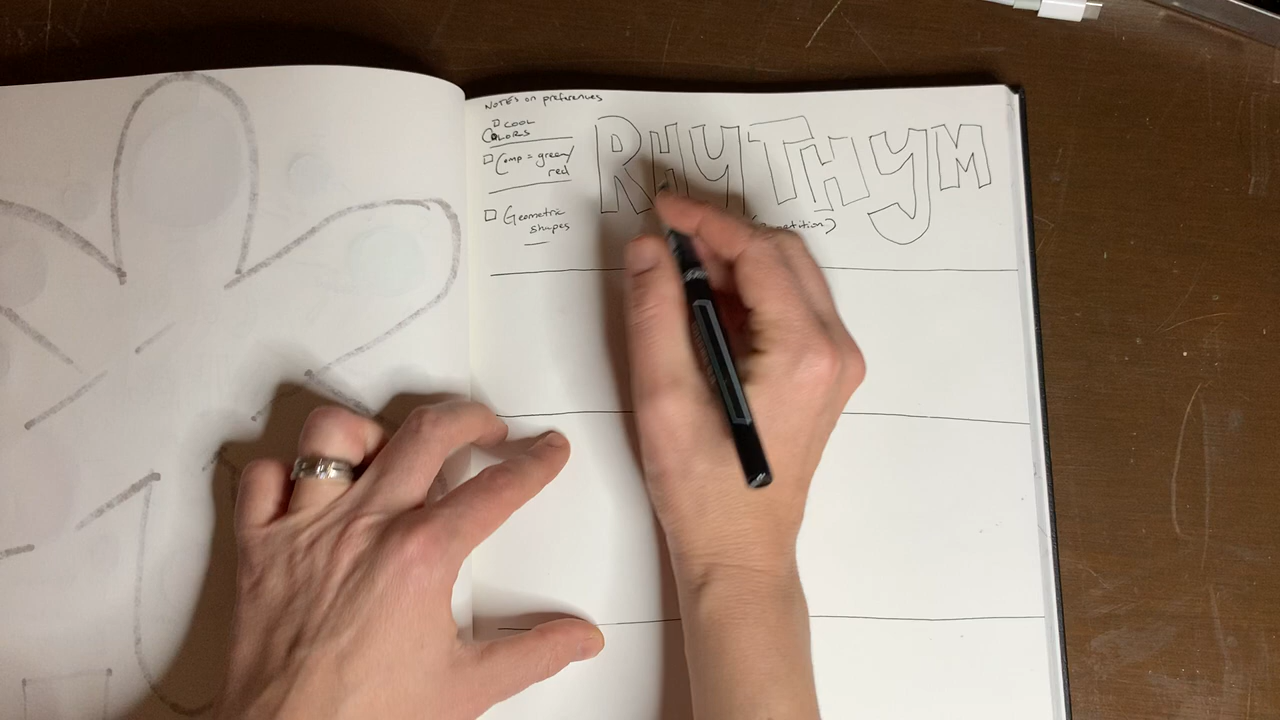 NOTES on preferences
COOL
COLORS
Comp = green/
red
Geometric
shapes
RHYTHYM